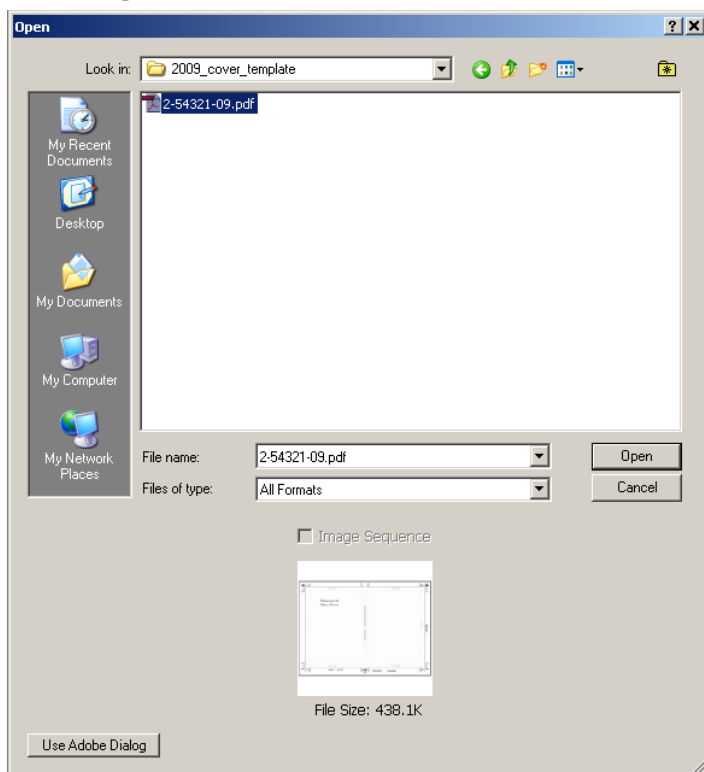 Open
Look in:
2009_cover_template
2-54321-09.pdf
My Recent
Documents
Desktop
My Documents
My Computer
My Network
Places
File name:
2-54321-09.pdf
Open
Files of type:
All Formats
Cancel
Image Sequence
File Size: 438.1K
Use Adobe Dialog